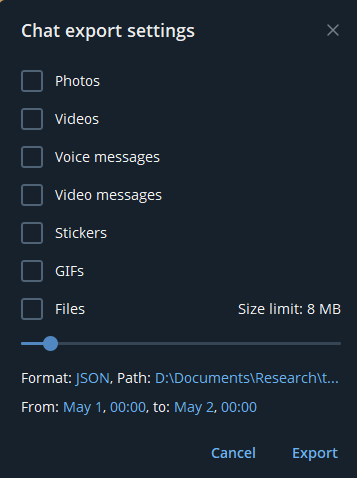 Chat export settings
Photos
Videos
Voice messages
Video messages
Stickers
GIFs
Files Size limit: 8 MB
Format: JSON, Path: D:\Documents\Research\t...
From: May 1, 00:00, to: May 2, 00:00
Cancel Export